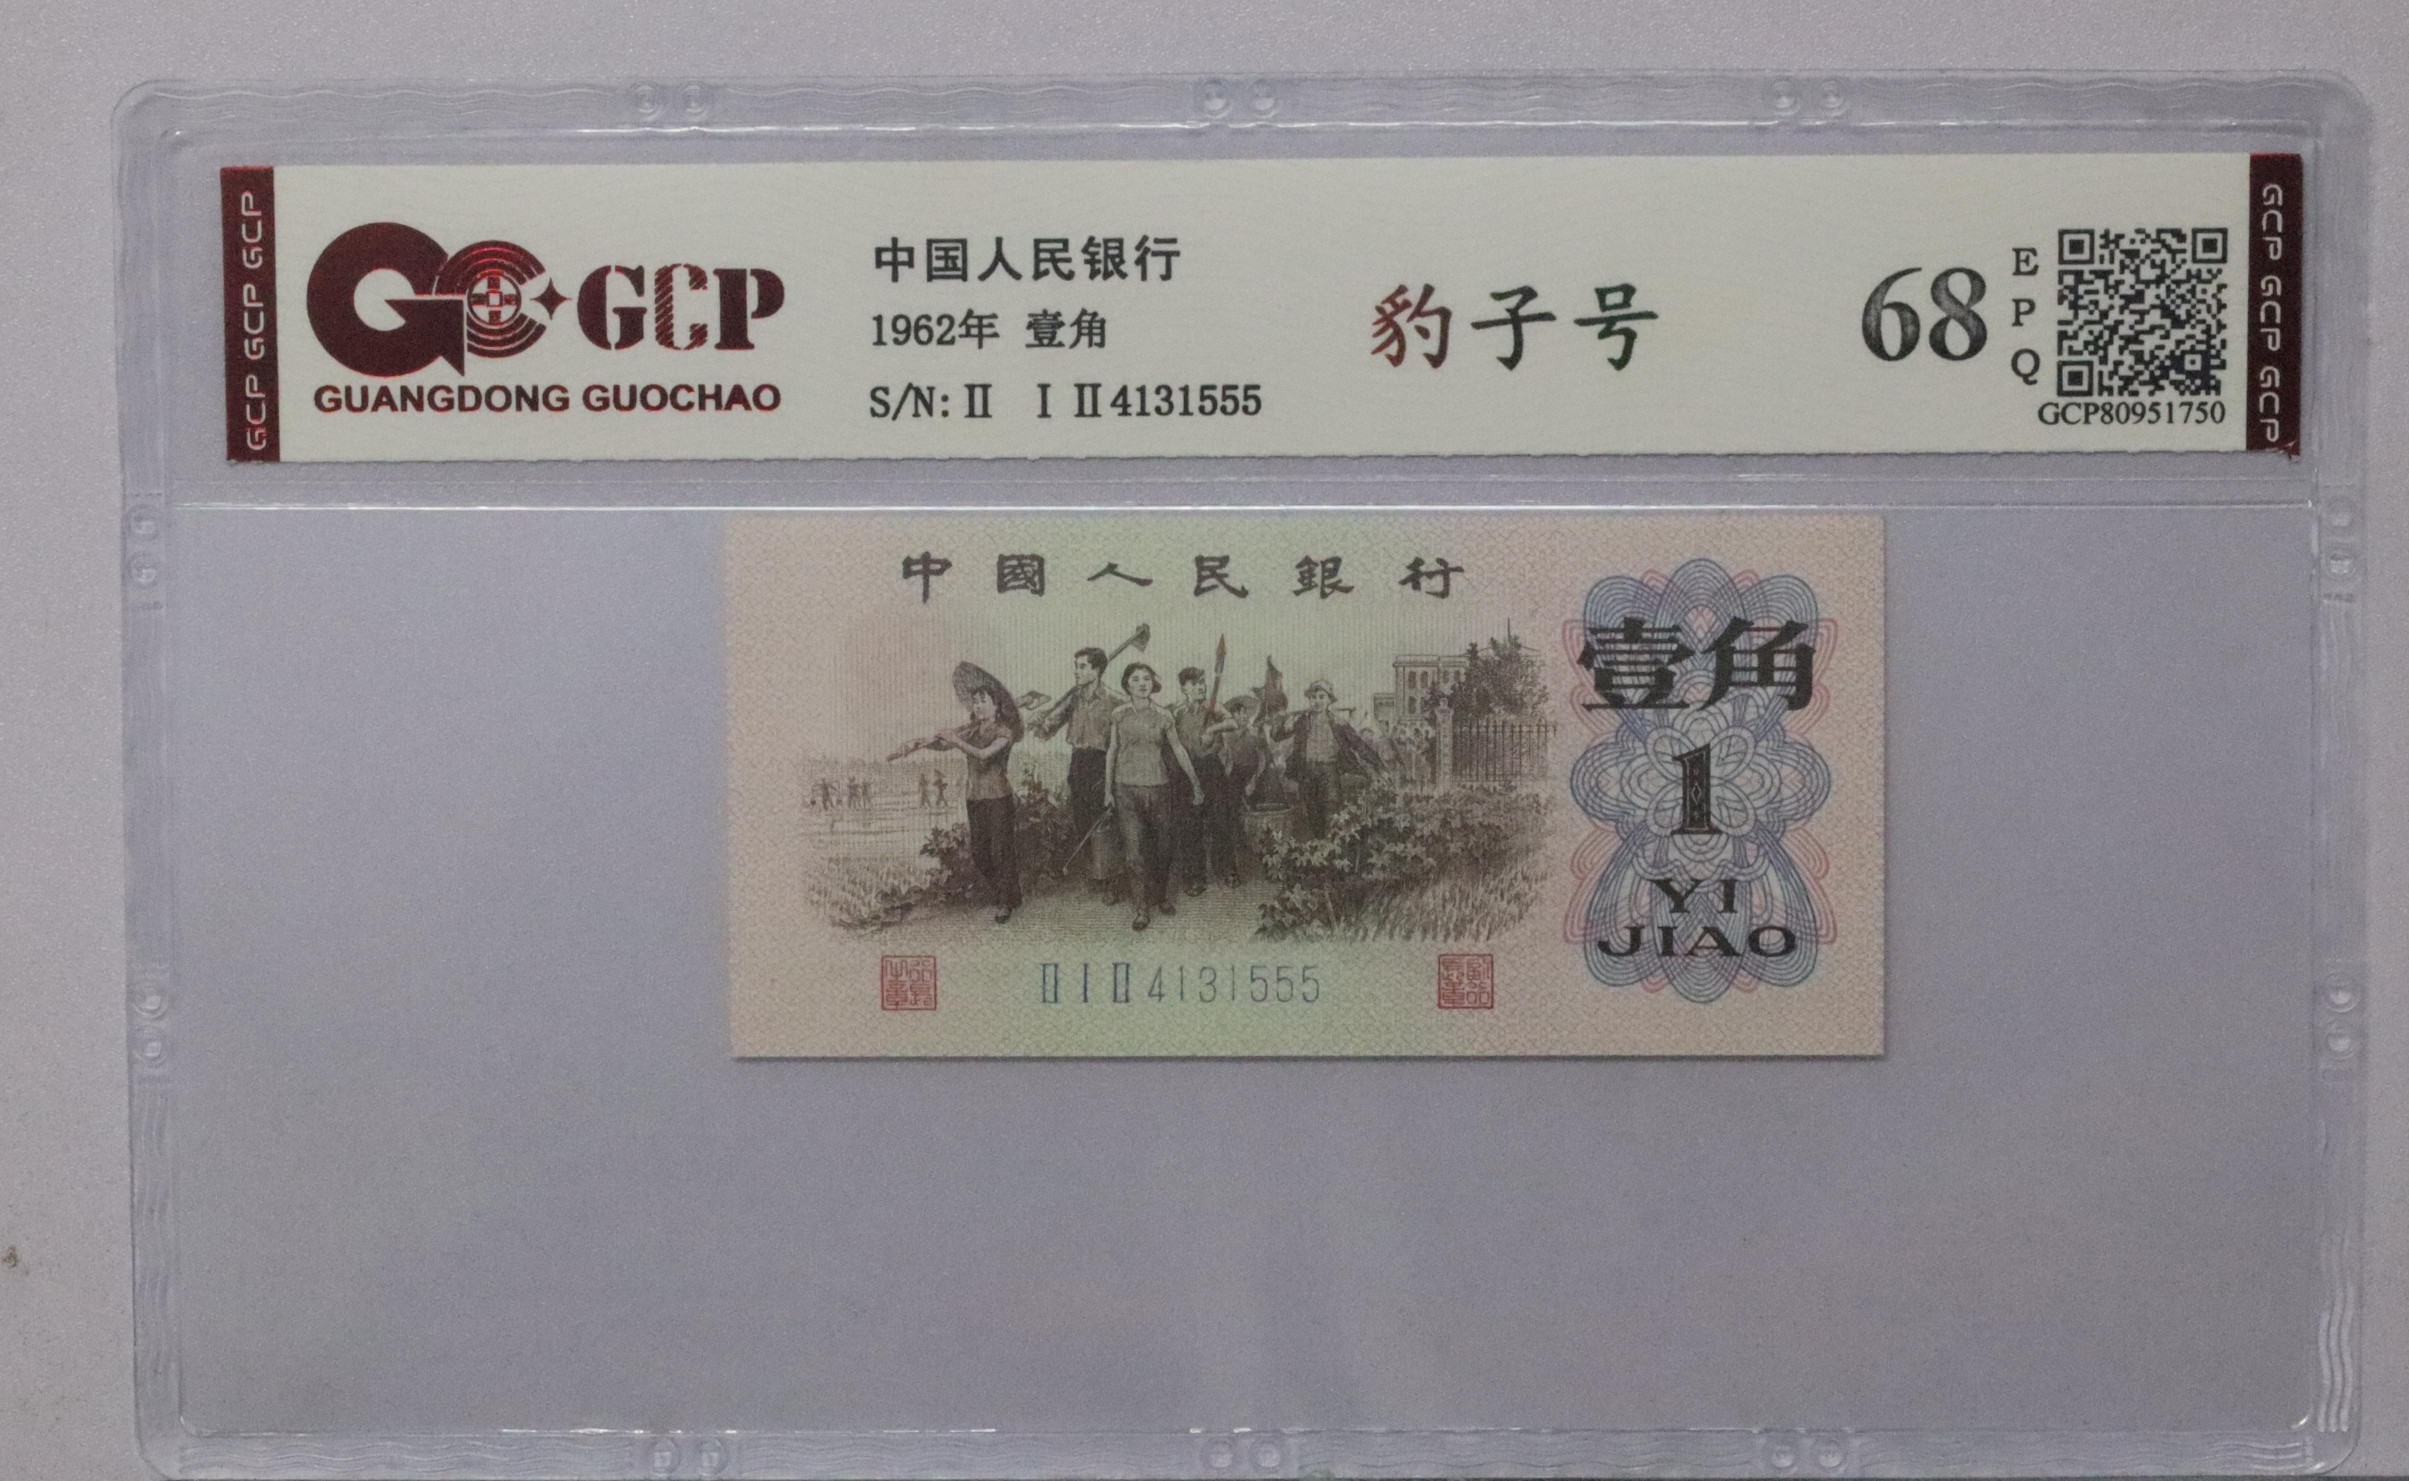 GCP GCP GCP
GCP
GUANGDONG GUOCHAO
中国人民银行
1962年 壹角
S/N: Ⅱ Ⅰ Ⅱ 4131555
豹子号
68
E
P
Q
GCP80951750
GCP GCP GCP
中國人民銀行
壹角
1
YI
JIAO
Ⅱ Ⅰ Ⅱ 4131555